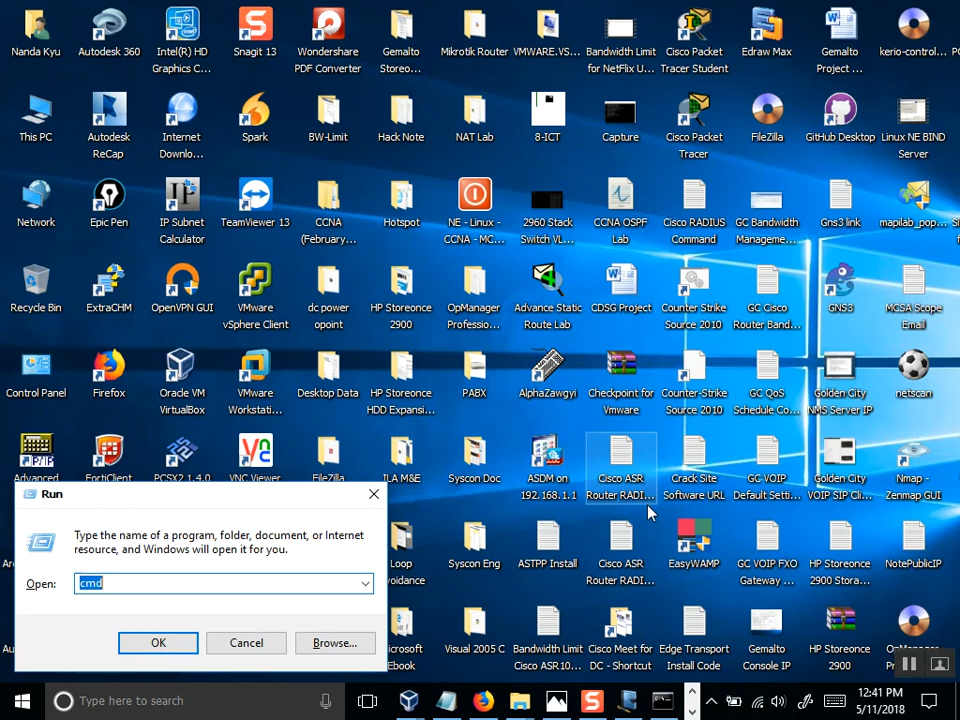 Nanda Kyu
Autodesk 360
Intel(R) HD
Graphics C...
Snagit 13
Wondershare
PDF Converter
Gemalto
Storeo...
Mikrotik Router
VMWARE.VS...
Bandwidth Limit
for NetFlix U...
Cisco Packet
Tracer Student
Edraw Max
Gemalto
Project ...
kerio-control...
This PC
Autodesk
ReCap
Internet
Downlo...
Spark
BW-Limit
Hack Note
NAT Lab
8-ICT
Capture
Cisco Packet
Tracer
FileZilla
GitHub Desktop
Linux NE BIND
Server
Network
Epic Pen
IP Subnet
Calculator
TeamViewer 13
CCNA
(February...
Hotspot
NE - Linux -
CCNA - MC...
2960 Stack
Switch VL...
CCNA OSPF
Lab
Cisco RADIUS
Command
GC Bandwidth
Manageme...
Gns3 link
mapilab_pop...
Recycle Bin
ExtraCHM
OpenVPN GUI
VMware
vSphere Client
dc power
opoint
HP Storeonce
2900
OpManager
Professio...
Advance Static
Route Lab
CDSG Project
Counter Strike
Source 2010
GC Cisco
Router Band...
GNS3
MCSA Scope
Email
Control Panel
Firefox
Oracle VM
VirtualBox
VMware
Workstati...
Desktop Data
HP Storeonce
HDD Expansi...
PABX
AlphaZawgyi
Checkpoint for
Vmware
Counter-Strike
Source 2010
GC QoS
Schedule Co...
Golden City
NMS Server IP
netscan
Advanced
FortiClient
PCSX2 1.4.0
VNC Viewer
FileZilla
ILA M&E
Syscon Doc
ASDM on
192.168.1.1
Cisco ASR
Router RADI...
Crack Site
Software URL
GC VOIP
Default Setti...
Golden City
VOIP SIP Cli...
Nmap -
Zenmap GUI
Run
Type the name of a program, folder, document, or Internet
resource, and Windows will open it for you.
Open:
cmd
OK
Cancel
Browse...
Loop
voidance
Syscon Eng
ASTPP Install
Cisco ASR
Router RADI...
EasyWAMP
GC VOIP FXO
Gateway ...
HP Storeonce
2900 Stora...
NotePublicIP
icrosoft
Ebook
Visual 2005 C
Bandwidth Limit
Cisco ASR10...
Cisco Meet for
DC - Shortcut
Edge Transport
Install Code
Gemalto
Console IP
HP Storeonce
2900
Type here to search
12:41 PM
5/11/2018